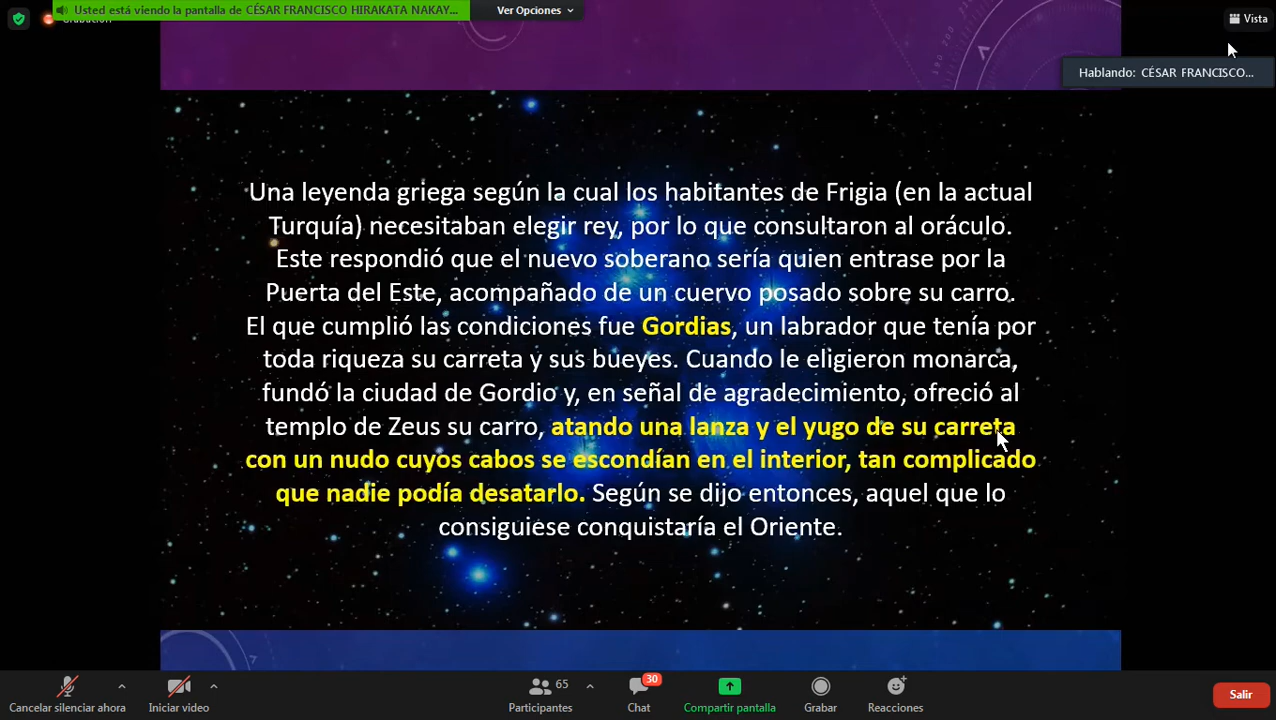 Usted está viendo la pantalla de CÉSAR FRANCISCO HIRAKATA NAKAY...
Ver Opciones
Grabación
Vista
Hablando: CÉSAR FRANCISCO...
Una leyenda griega según la cual los habitantes de Frigia (en la actual
Turquía) necesitaban elegir rey, por lo que consultaron al oráculo.
Este respondió que el nuevo soberano sería quien entrase por la
Puerta del Este, acompañado de un cuervo posado sobre su carro.
El que cumplió las condiciones fue Gordias, un labrador que tenía por
toda riqueza su carreta y sus bueyes. Cuando le eligieron monarca,
fundó la ciudad de Gordio y, en señal de agradecimiento, ofreció al
templo de Zeus su carro, atando una lanza y el yugo de su carreta
con un nudo cuyos cabos se escondían en el interior, tan complicado
que nadie podía desatarlo. Según se dijo entonces, aquel que lo
consiguiese conquistaría el Oriente.
Cancelar silenciar ahora
Iniciar video
65
Participantes
30
Chat
Compartir pantalla
Grabar
Reacciones
Salir